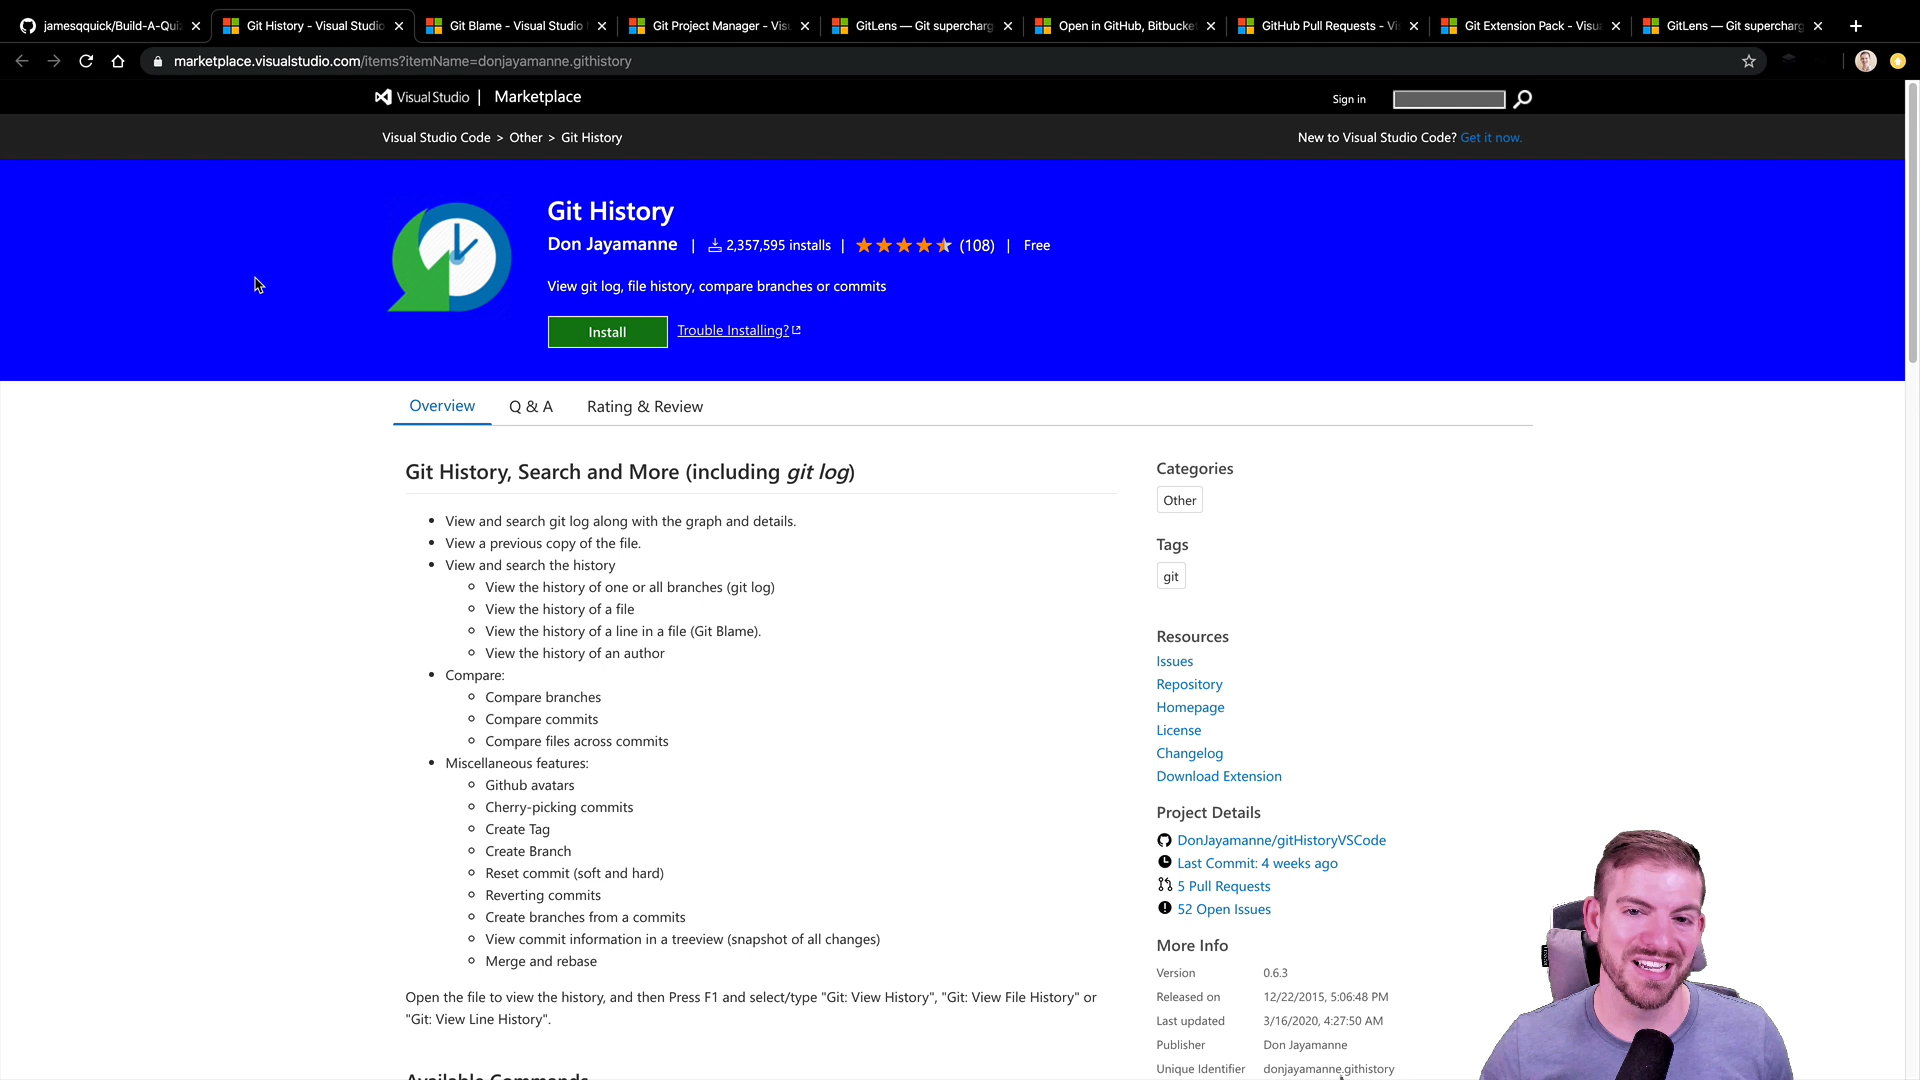 jamesqquick/Build-A-Qui
Git History - Visual Studio
Git Blame - Visual Studio
Git Project Manager - Vis
GitLens — Git supercharg
Open in GitHub, Bitbucke
GitHub Pull Requests - Vi
Git Extension Pack - Visua
GitLens — Git supercharg
marketplace.visualstudio.com/items?itemName=donjayamanne.githistory
Visual Studio | Marketplace
Sign in
Visual Studio Code > Other > Git History
New to Visual Studio Code? Get it now.
Git History
Don Jayamanne | 2,357,595 installs | (108) | Free
View git log, file history, compare branches or commits
Install
Trouble Installing?
Overview
Q & A
Rating & Review
Git History, Search and More (including git log)
• View and search git log along with the graph and details.
• View a previous copy of the file.
• View and search the history
View the history of one or all branches (git log)
View the history of a file
View the history of a line in a file (Git Blame).
View the history of an author
• Compare:
Compare branches
Compare commits
Compare files across commits
• Miscellaneous features:
Github avatars
Cherry-picking commits
Create Tag
Create Branch
Reset commit (soft and hard)
Reverting commits
Create branches from a commits
View commit information in a treeview (snapshot of all changes)
Merge and rebase
Open the file to view the history, and then Press F1 and select/type "Git: View History", "Git: View File History" or
"Git: View Line History".
Available Commands
Categories
Other
Tags
git
Resources
Issues
Repository
Homepage
License
Changelog
Download Extension
Project Details
DonJayamanne/gitHistoryVSCode
Last Commit: 4 weeks ago
5 Pull Requests
52 Open Issues
More Info
Version 0.6.3
Released on 12/22/2015, 5:06:48 PM
Last updated 3/16/2020, 4:27:50 AM
Publisher Don Jayamanne
Unique Identifier donjayamanne.githistory